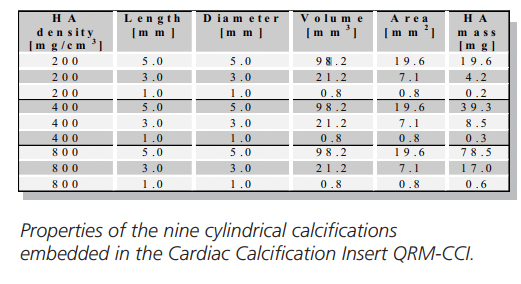 HA density [mg/cm³] Length [mm] Diameter [mm] Volume [mm³] Area [mm²] HA mass [mg]
200 5.0 5.0 98.2 19.6 19.6
200 3.0 3.0 21.2 7.1 4.2
200 1.0 1.0 0.8 0.8 0.2
400 5.0 5.0 98.2 19.6 39.3
400 3.0 3.0 21.2 7.1 8.5
400 1.0 1.0 0.8 0.8 0.3
800 5.0 5.0 98.2 19.6 78.5
800 3.0 3.0 21.2 7.1 17.0
800 1.0 1.0 0.8 0.8 0.6
Properties of the nine cylindrical calcifications
embedded in the Cardiac Calcification Insert QRM-CCI.